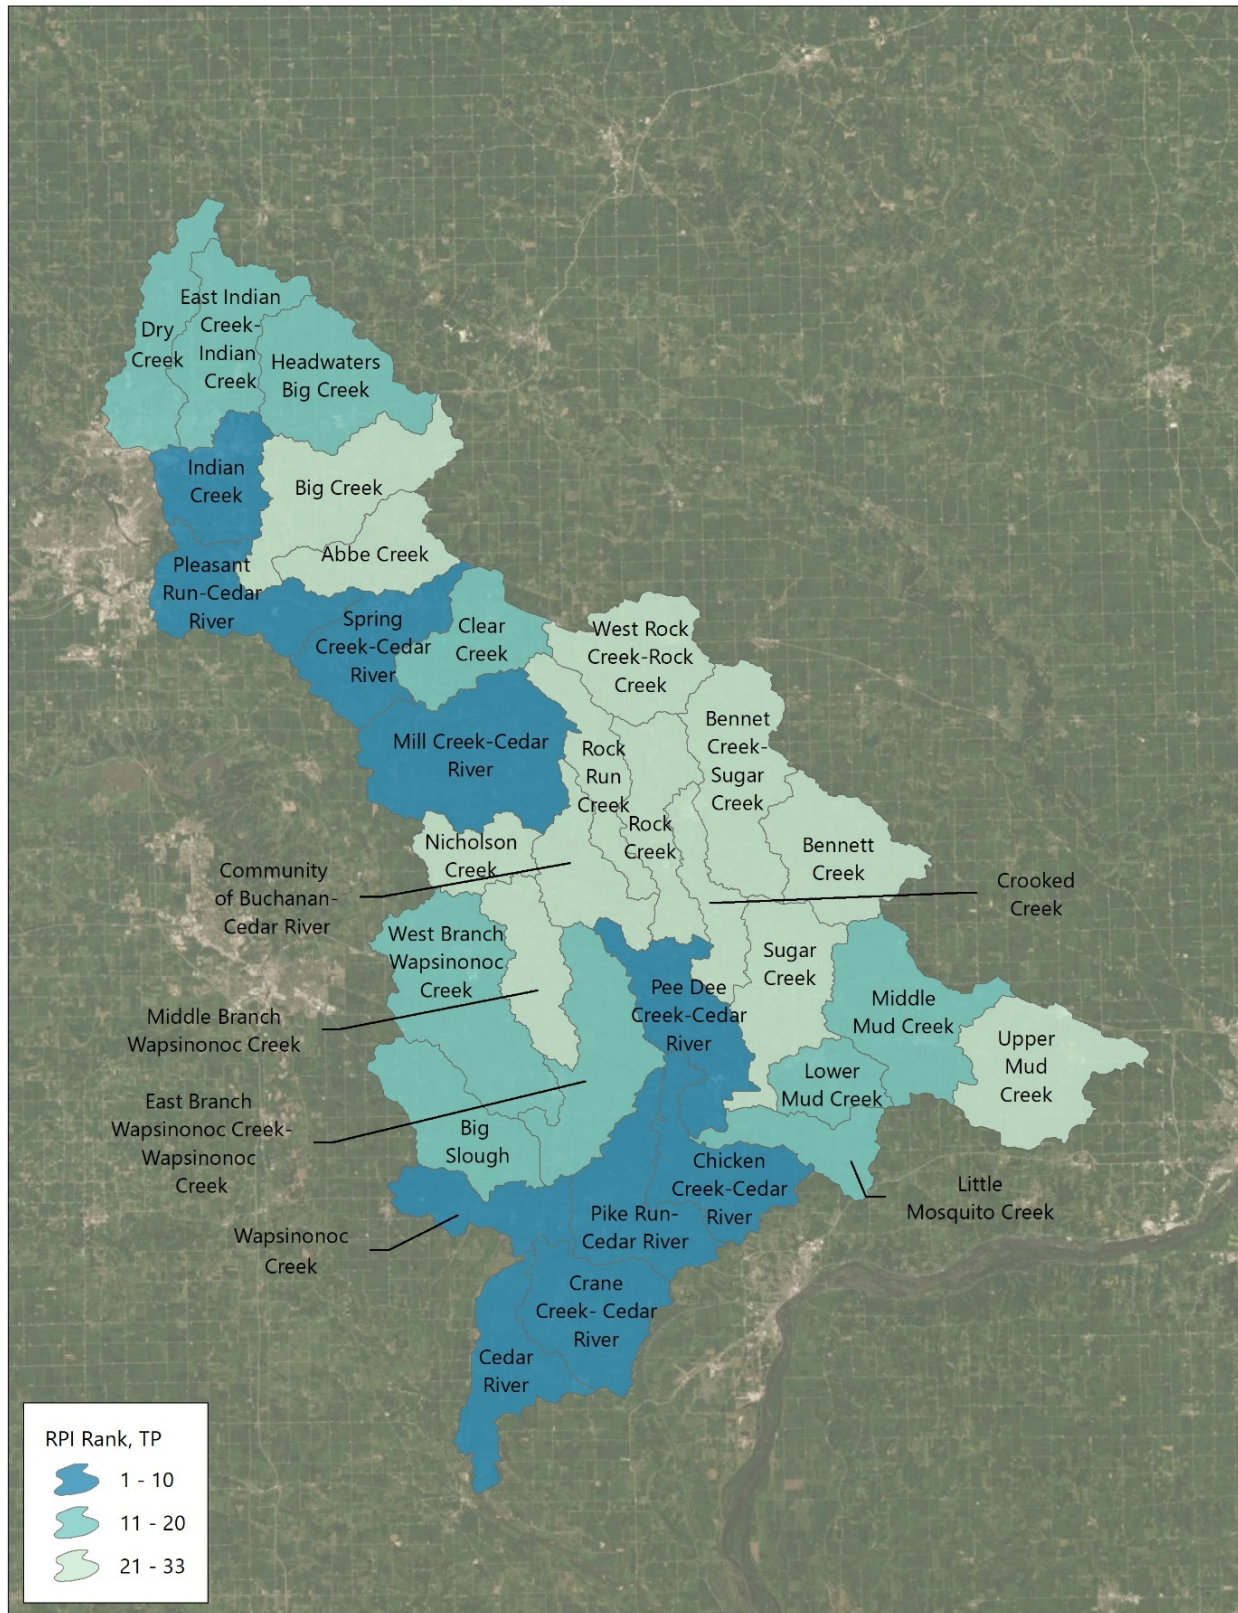 Dry
Creek
East Indian
Creek-
Indian
Creek
Headwaters
Big Creek
Indian
Creek
Big Creek
Abbe Creek
Pleasant
Run-Cedar
River
Spring
Creek-Cedar
River
Clear
Creek
West Rock
Creek-Rock
Creek
Mill Creek-Cedar
River
Rock
Run
Creek
Bennet
Creek-
Sugar
Creek
Rock
Creek
Nicholson
Creek
Bennett
Creek
Community
of Buchanan-
Cedar River
Crooked
Creek
West Branch
Wapsinonoc
Creek
Sugar
Creek
Pee Dee
Creek-Cedar
River
Middle
Mud Creek
Middle Branch
Wapsinonoc Creek
Upper
Mud
Creek
Lower
Mud Creek
East Branch
Wapsinonoc Creek-
Wapsinonoc
Creek
Big
Slough
Chicken
Creek-Cedar
River
Little
Mosquito Creek
Pike Run-
Cedar River
Wapsinonoc
Creek
Crane
Creek- Cedar
River
Cedar
River
RPI Rank, TP
1 - 10
11 - 20
21 - 33